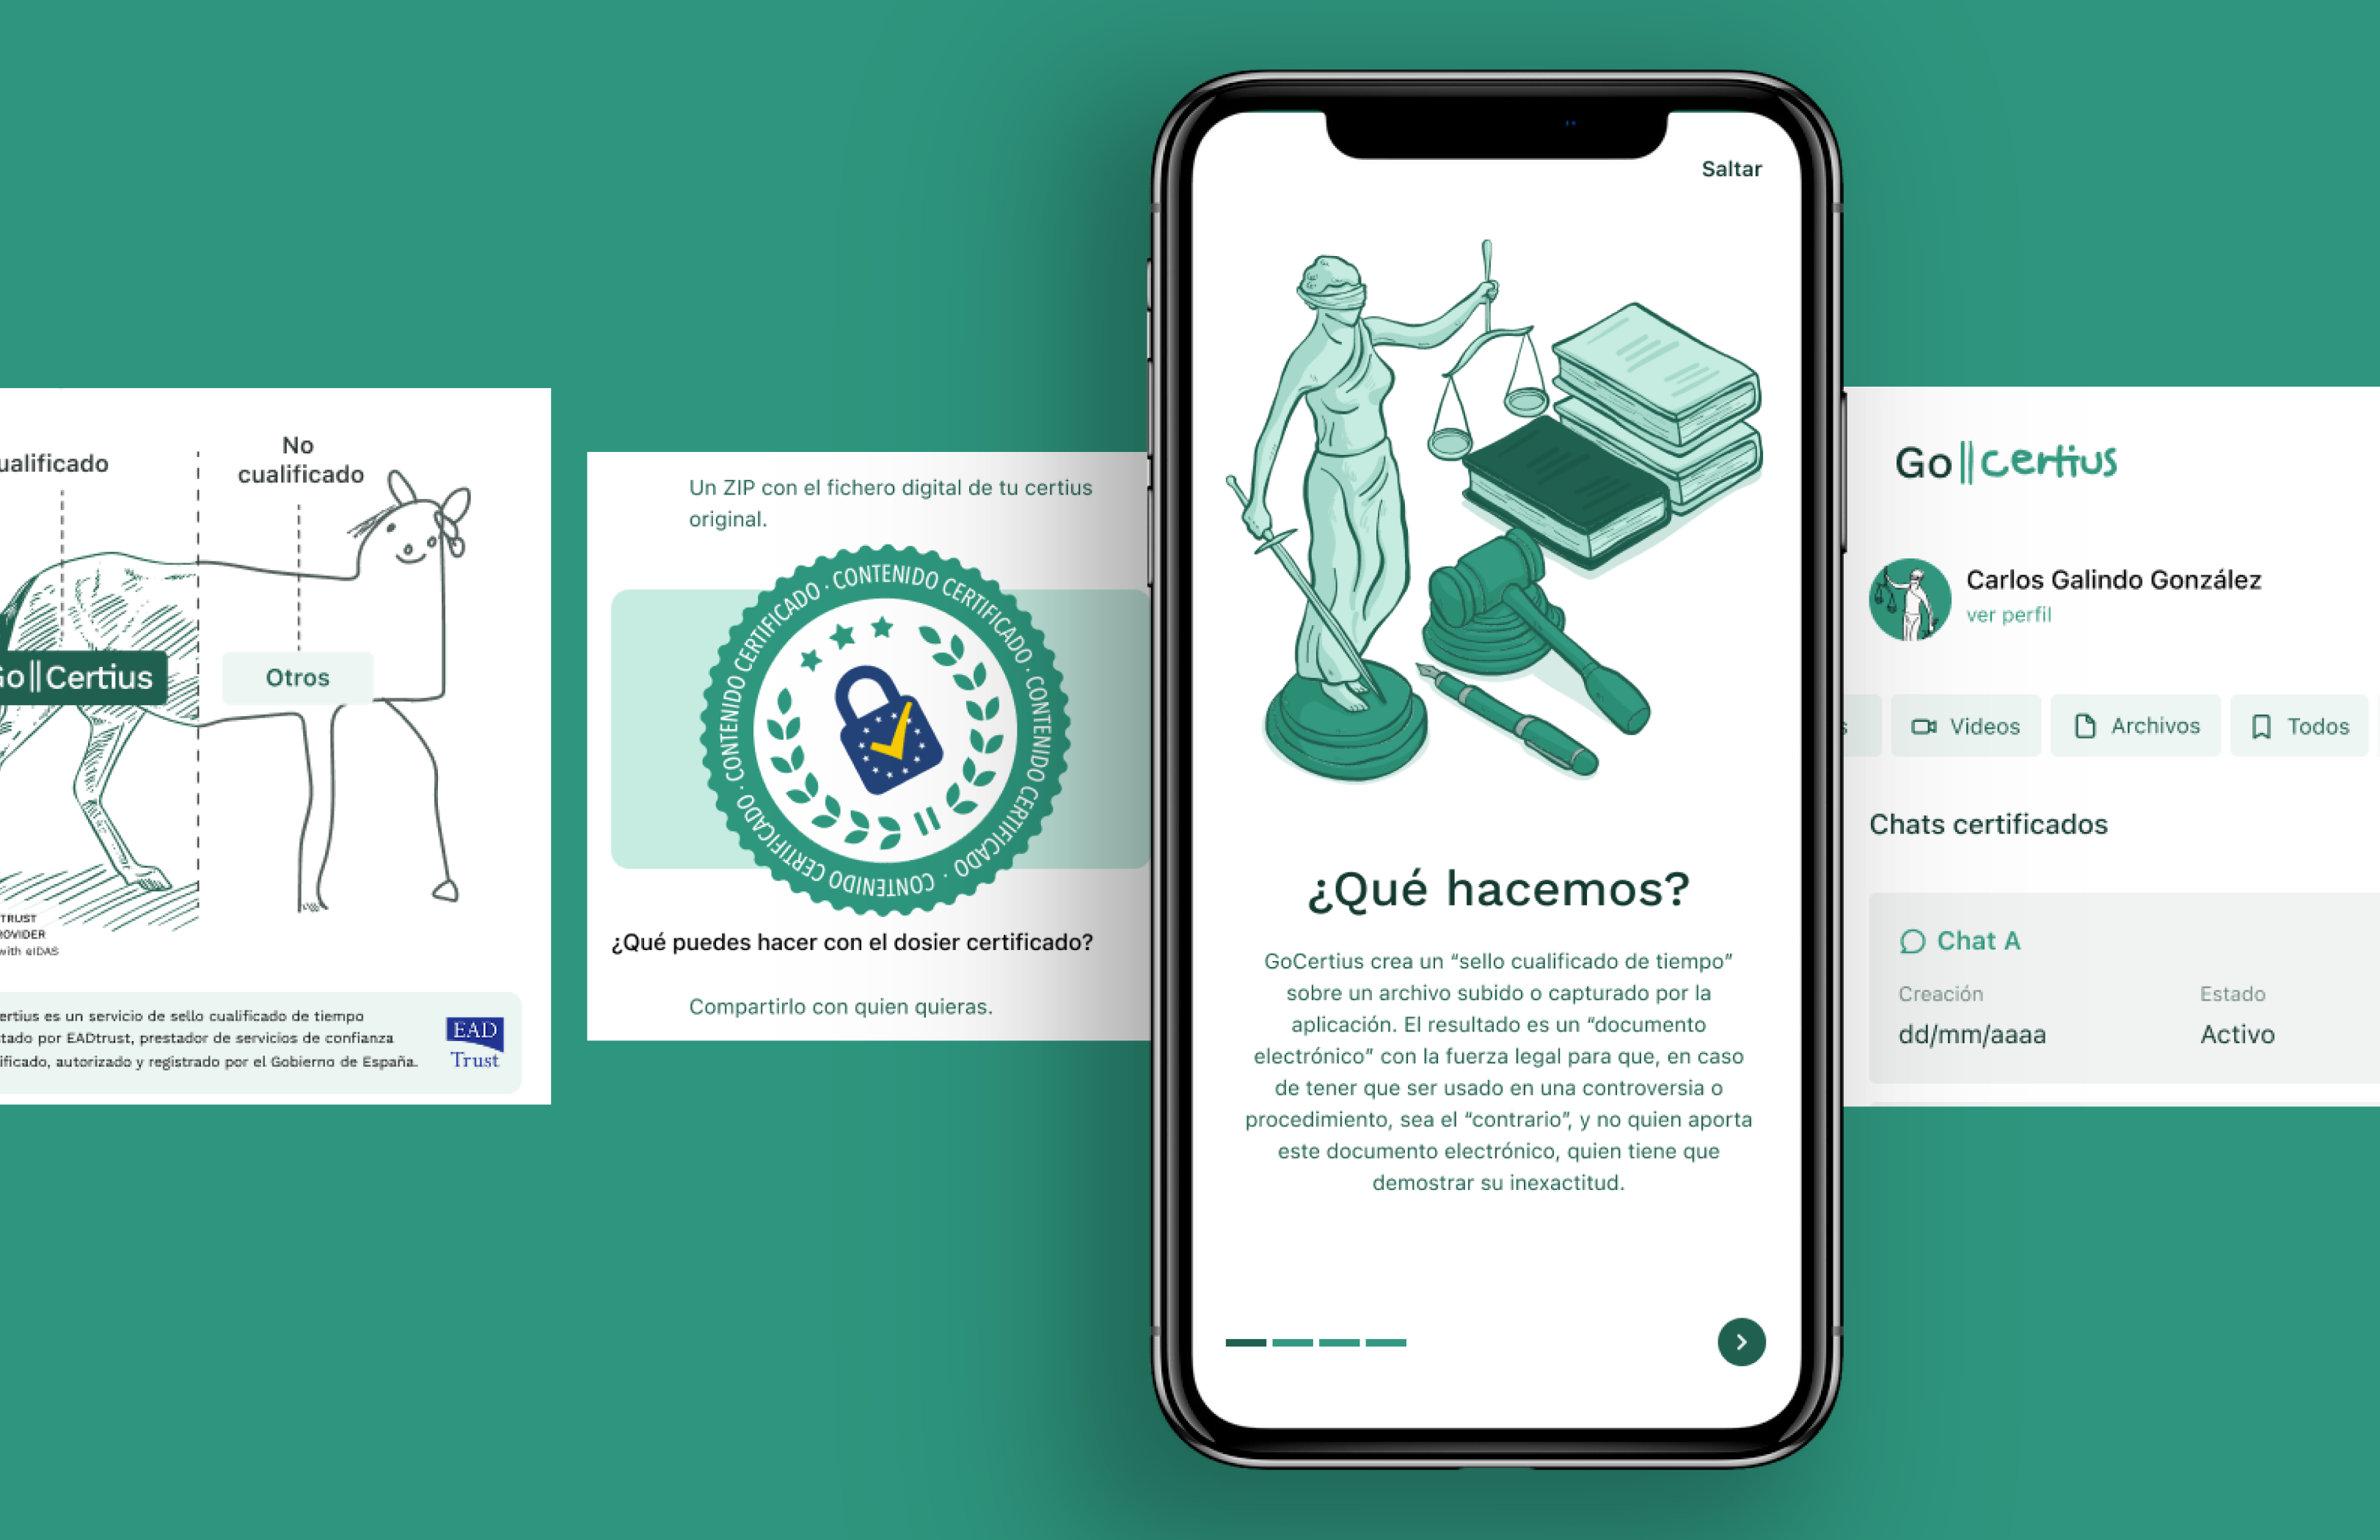 No
cualificado
Go||Certius
Otros
TRUST
with eIDAS
es un servicio de sello cualificado de tiempo
por EADtrust, prestador de servicios de confianza
autorizado y registrado por el Gobierno de España.
EAD
Trust
Un ZIP con el fichero digital de tu certius
original.
CONTENIDO CERTIFICADO · CONTENIDO CERTIFICADO · CONTENIDO CERTIFICADO · CONTENIDO CERTIFICADO · CONTENIDO CERTIFICADO ·
¿Qué puedes hacer con el dosier certificado?
Compartirlo con quien quieras.
Saltar
¿Qué hacemos?
GoCertius crea un “sello cualificado de tiempo”
sobre un archivo subido o capturado por la
aplicación. El resultado es un “documento
electrónico” con la fuerza legal para que, en caso
de tener que ser usado en una controversia o
procedimiento, sea el “contrario”, y no quien aporta
este documento electrónico, quien tiene que
demostrar su inexactitud.
Go||certius
Carlos Galindo González
ver perfil
Videos
Archivos
Todos
Chats certificados
Chat A
Creación
Estado
dd/mm/aaaa
Activo